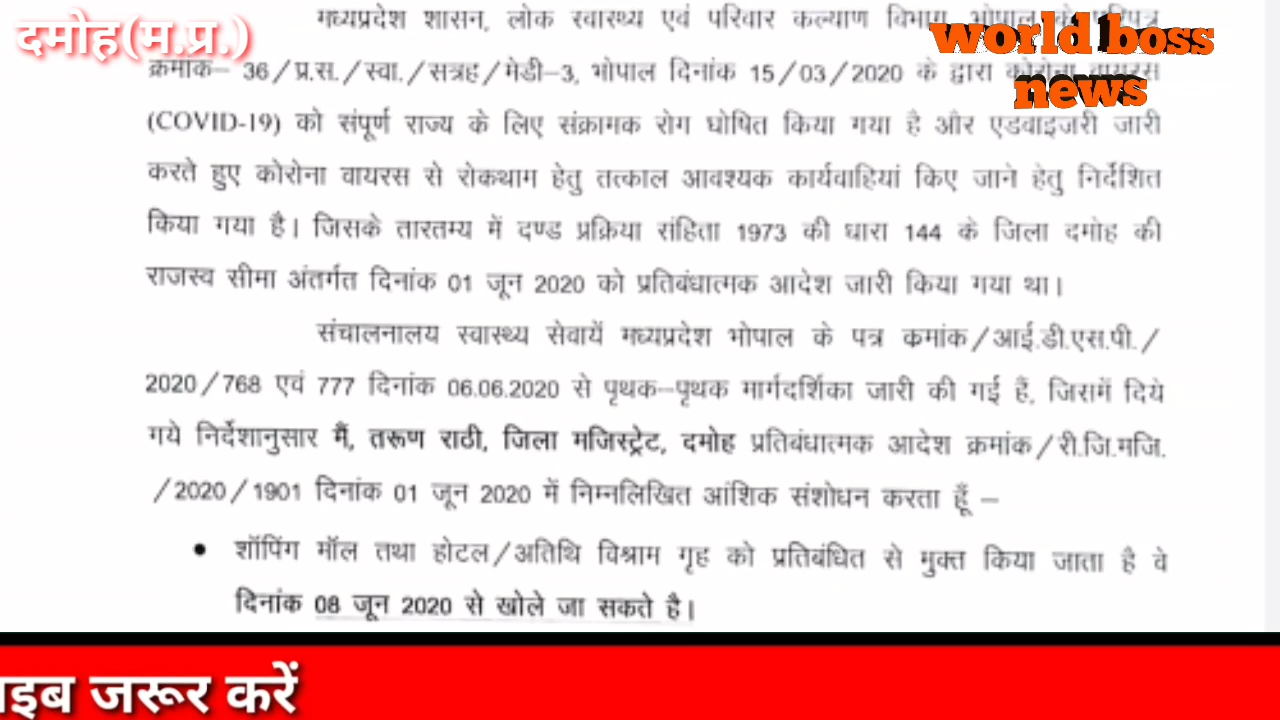 दमोह(म.प्र.)
world boss
news
मध्यप्रदेश शासन, लोक स्वास्थ्य एवं परिवार कल्याण विभाग, भोपाल के परिपत्र
क्रमांक– 36/प्र.स./स्वा./सत्रह/मेडी–3, भोपाल दिनांक 15/03/2020 के द्वारा कोरोना वायरस
(COVID-19) को संपूर्ण राज्य के लिए संक्रामक रोग घोषित किया गया है और एडवाइजरी जारी
करते हुए कोरोना वायरस से रोकथाम हेतु तत्काल आवश्यक कार्यवाहियां किए जाने हेतु निर्देशित
किया गया है। जिसके तारतम्य में दण्ड प्रक्रिया संहिता 1973 की धारा 144 के जिला दमोह की
राजस्व सीमा अंतर्गत दिनांक 01 जून 2020 को प्रतिबंधात्मक आदेश जारी किया गया था।
संचालनालय स्वास्थ्य सेवायें मध्यप्रदेश भोपाल के पत्र क्रमांक/आई.डी.एस.पी./
2020/768 एवं 777 दिनांक 06.06.2020 से पृथक–पृथक मार्गदर्शिका जारी की गई हैं, जिसमें दिये
गये निर्देशानुसार मैं, तरूण राठी, जिला मजिस्ट्रेट, दमोह प्रतिबंधात्मक आदेश क्रमांक/री.जि.मजि.
/2020/1901 दिनांक 01 जून 2020 में निम्नलिखित आंशिक संशोधन करता हूँ –
• शॉपिंग मॉल तथा होटल/अतिथि विश्राम गृह को प्रतिबंधित से मुक्त किया जाता है वे
दिनांक 08 जून 2020 से खोले जा सकते है।
इब जरूर करें